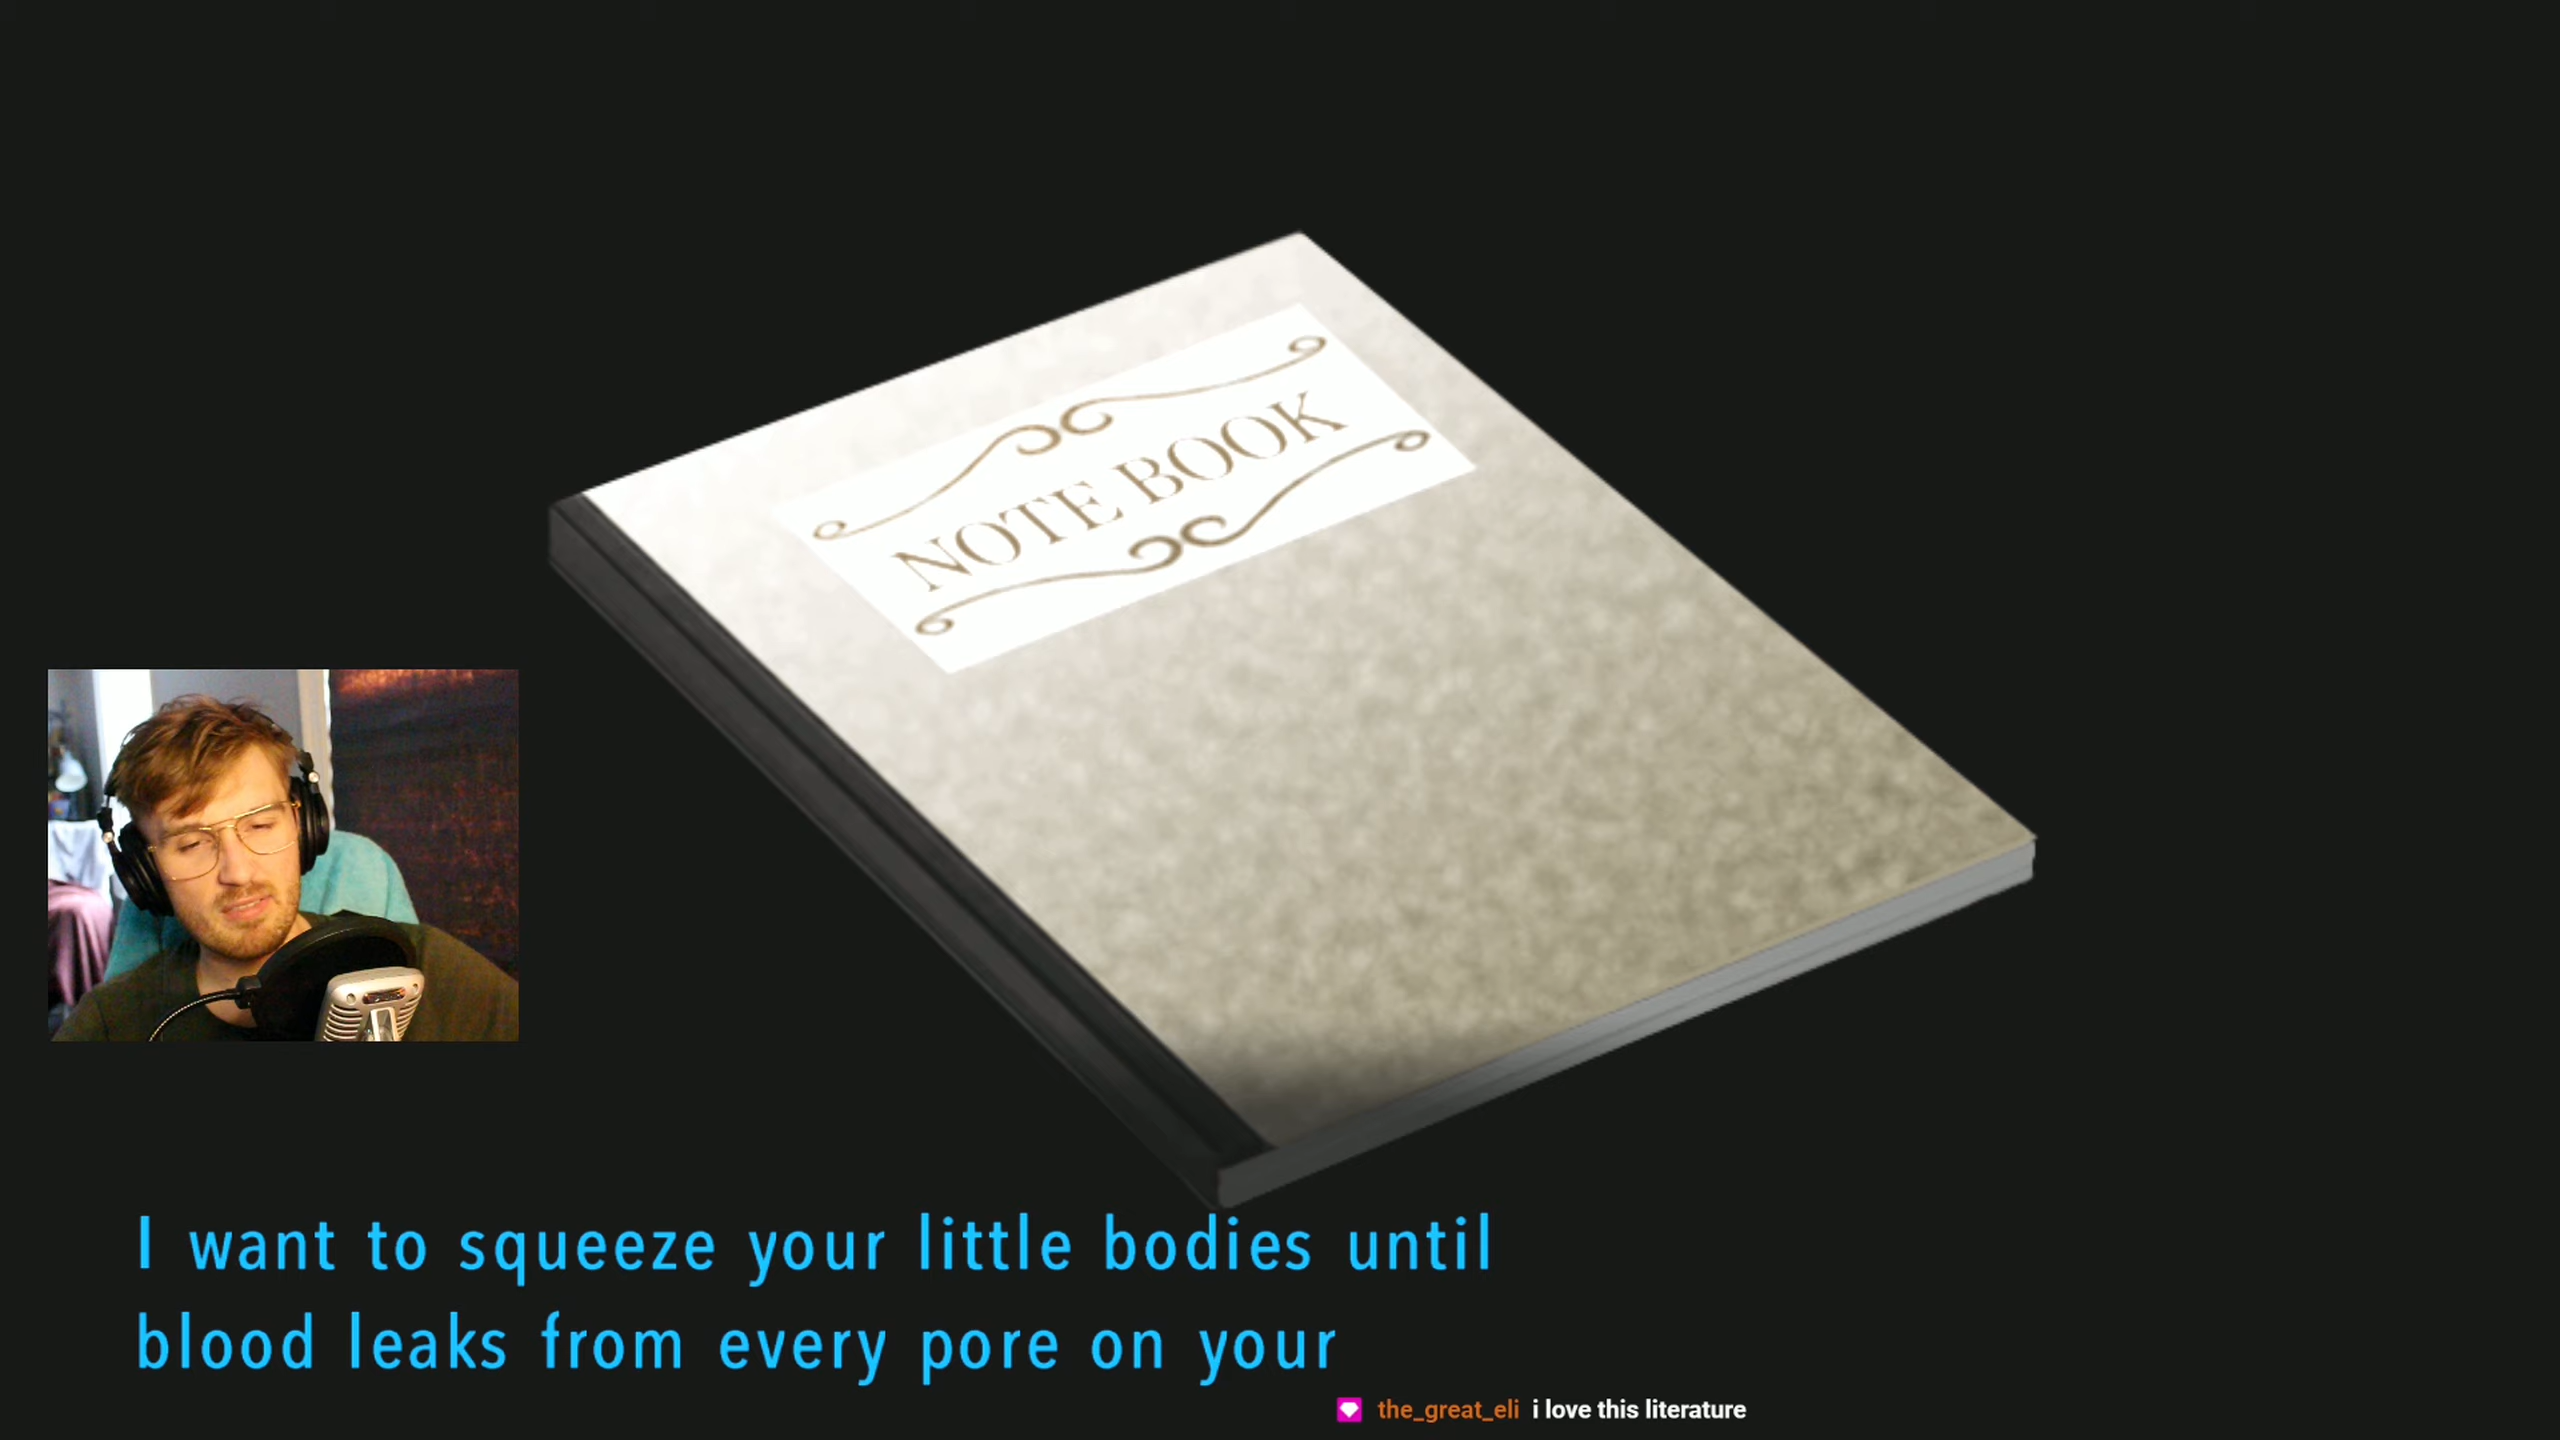 NOTE BOOK
I want to squeeze your little bodies until
blood leaks from every pore on your
the_great_eli i love this literature